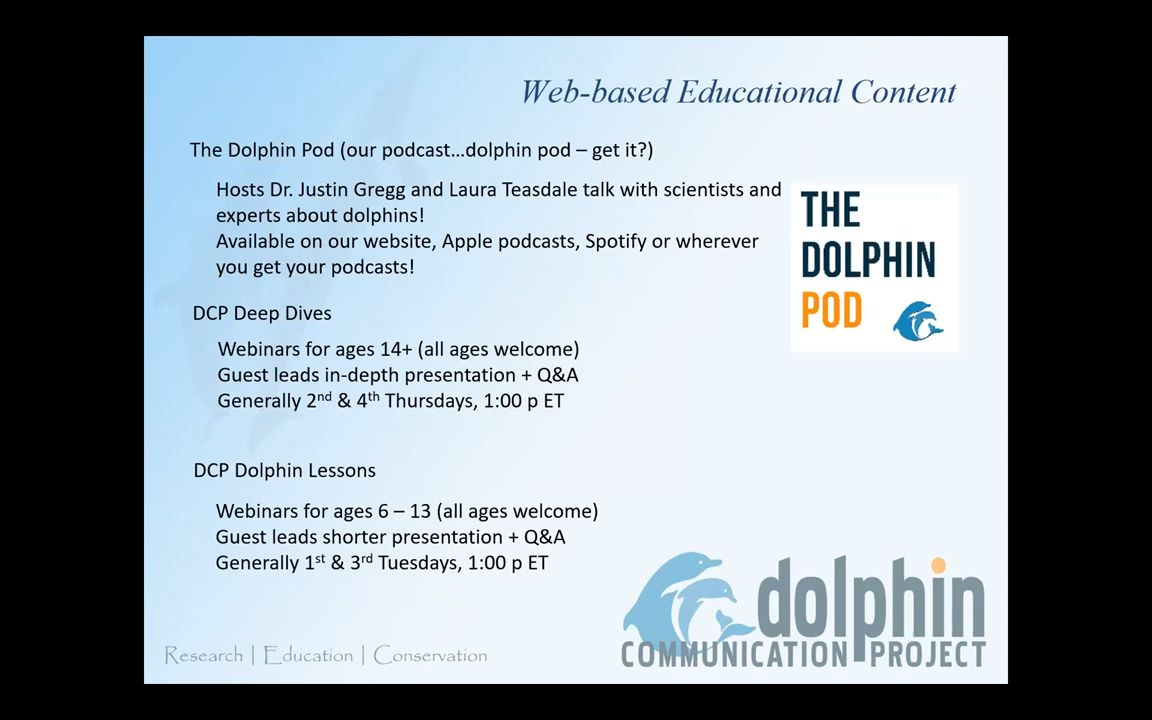 Web-based Educational Content
The Dolphin Pod (our podcast...dolphin pod – get it?)
Hosts Dr. Justin Gregg and Laura Teasdale talk with scientists and
experts about dolphins!
Available on our website, Apple podcasts, Spotify or wherever
you get your podcasts!
THE
DOLPHIN
POD
DCP Deep Dives
Webinars for ages 14+ (all ages welcome)
Guest leads in-depth presentation + Q&A
Generally 2nd & 4th Thursdays, 1:00 p ET
DCP Dolphin Lessons
Webinars for ages 6 – 13 (all ages welcome)
Guest leads shorter presentation + Q&A
Generally 1st & 3rd Tuesdays, 1:00 p ET
dolphin
COMMUNICATION PROJECT
Research | Education | Conservation